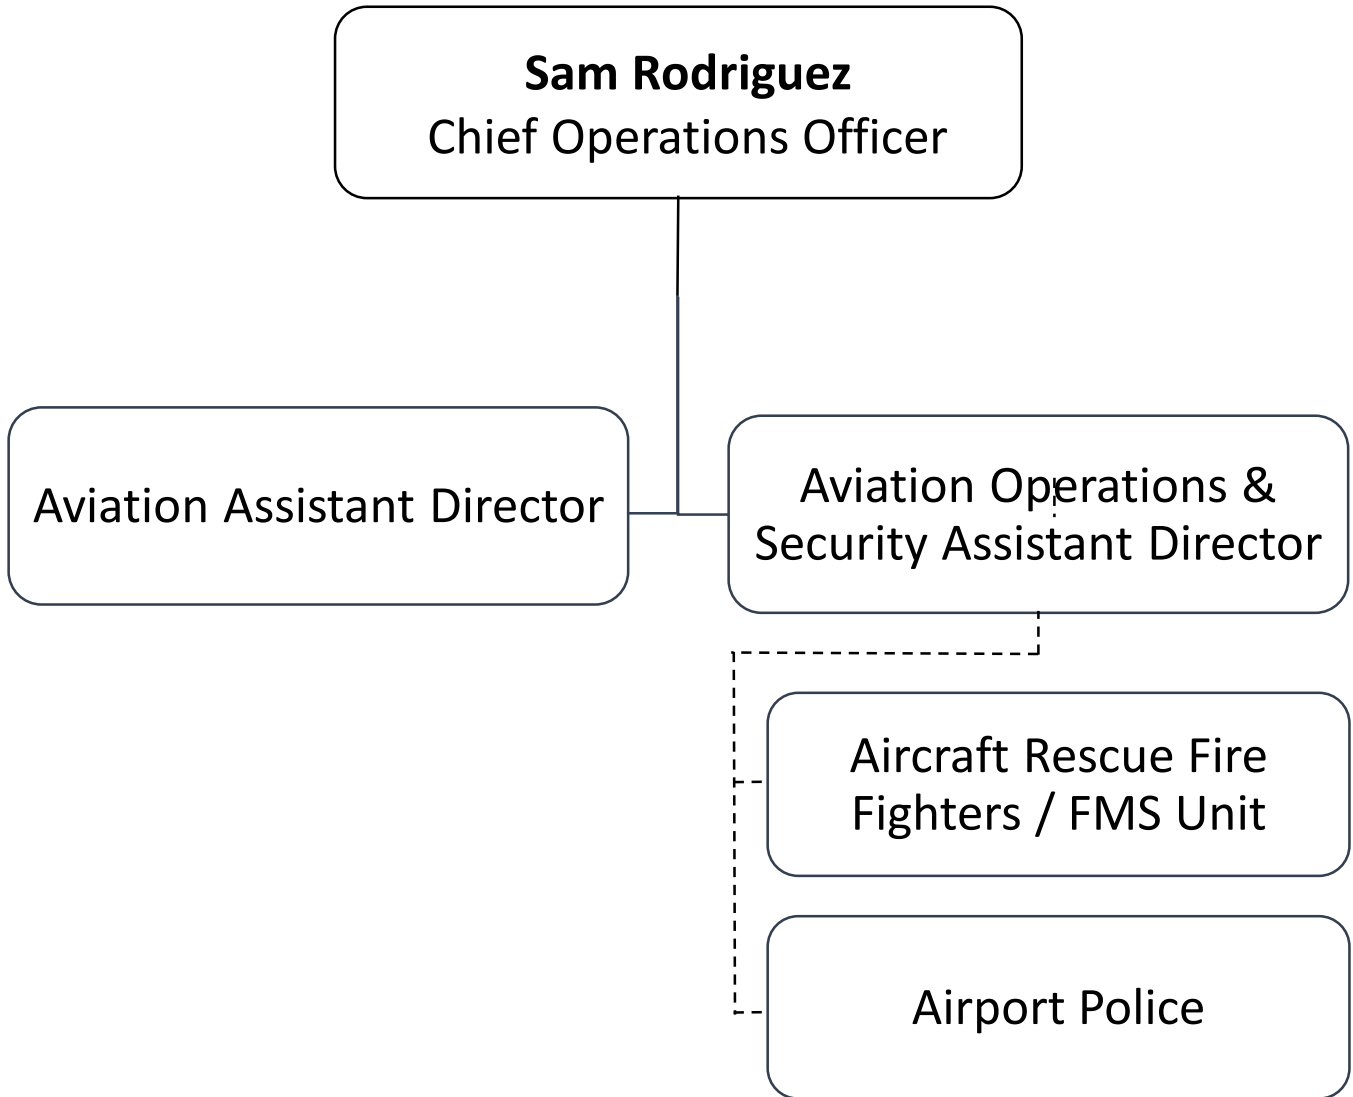 Sam Rodriguez
Chief Operations Officer
Aviation Assistant Director
Aviation Operations &
Security Assistant Director
Aircraft Rescue Fire
Fighters / FMS Unit
Airport Police